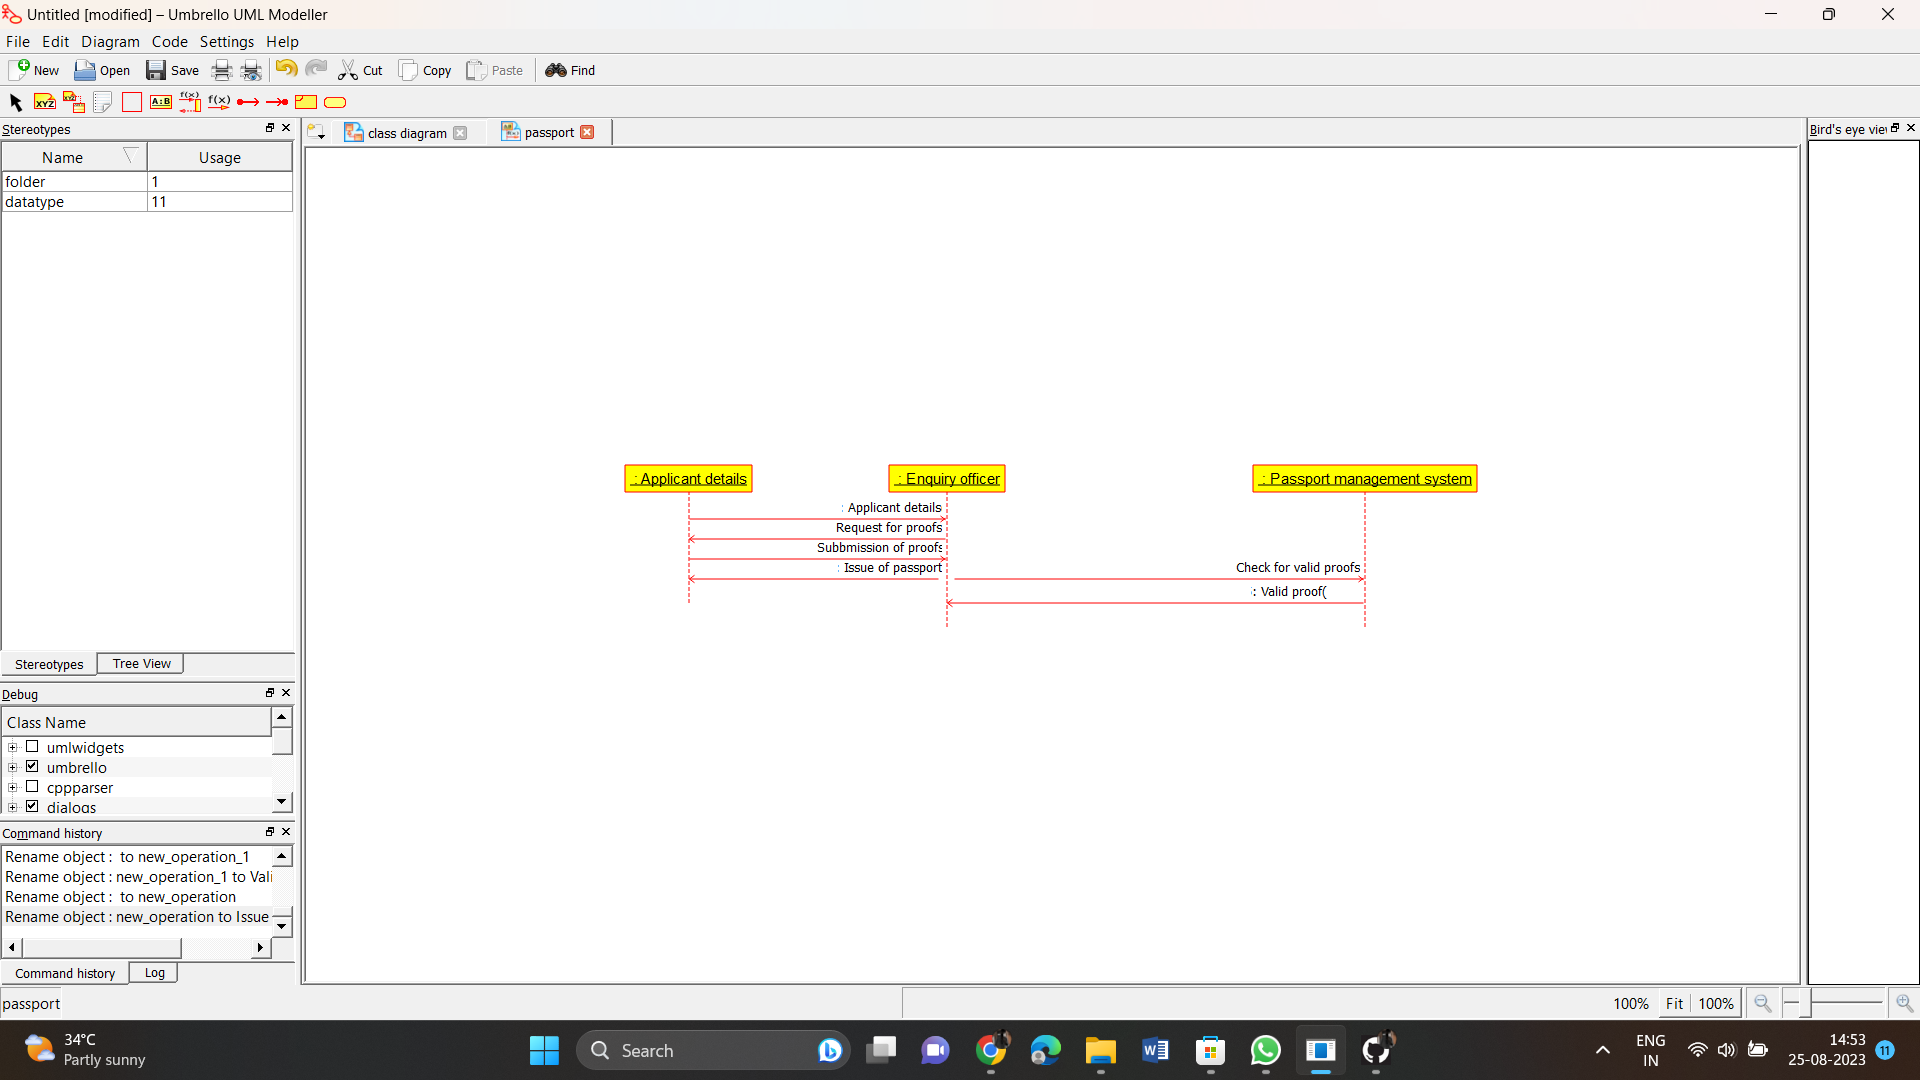 Untitled [modified] – Umbrello UML Modeller
File Edit Diagram Code Settings Help
New Open Save Cut Copy Paste Find
XYZ XYZ A:B f(x) f(x)
Stereotypes
class diagram passport
Bird's eye vie
Name Usage
folder 1
datatype 11
: Applicant details : Enquiry officer : Passport management system
: Applicant details
Request for proofs
Subbmission of proofs
: Issue of passport
Check for valid proofs
: Valid proof(
Stereotypes Tree View
Debug
Class Name
umlwidgets
umbrello
cppparser
dialogs
Command history
Rename object : to new_operation_1
Rename object : new_operation_1 to Vali
Rename object : to new_operation
Rename object : new_operation to Issue
Command history Log
passport
100% Fit 100%
34°C
Partly sunny
Search
ENG
IN
14:53
25-08-2023
11